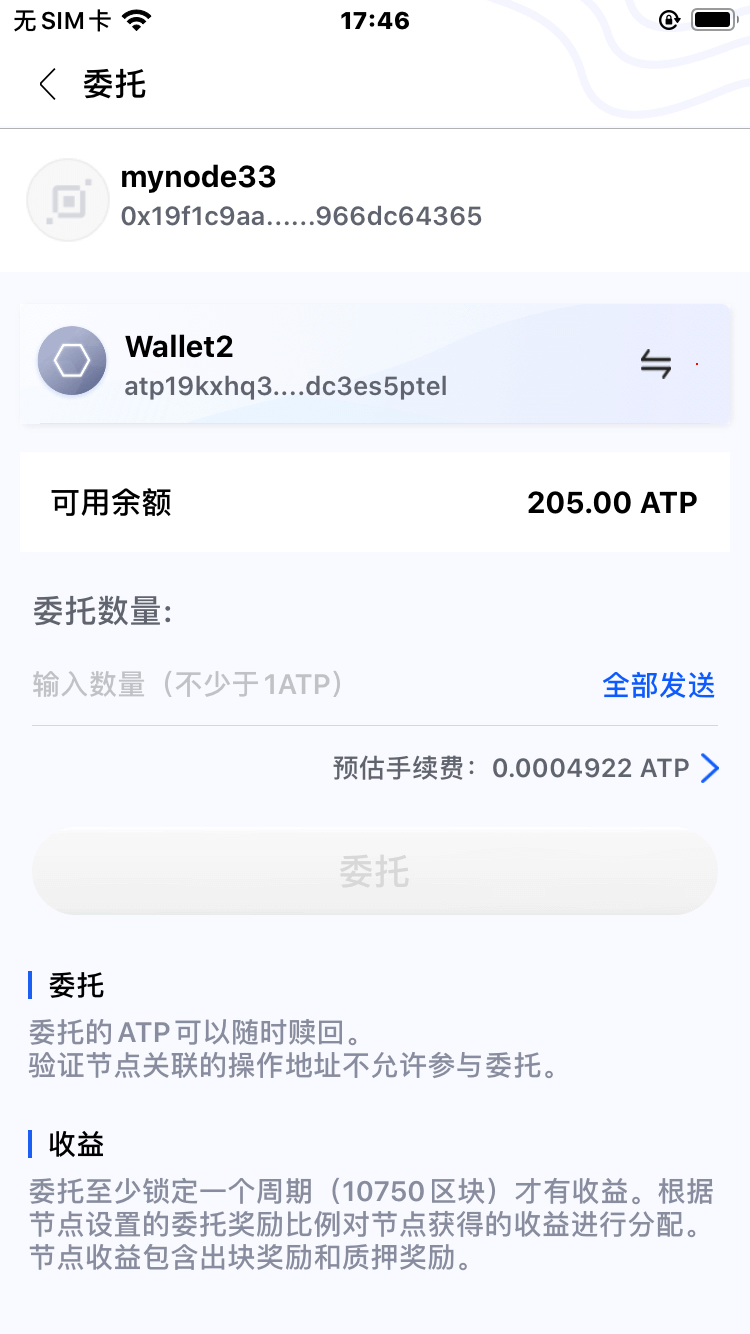 无SIM卡 17:46
委托
mynode33
0x19f1c9aa......966dc64365
Wallet2
atp19kxhq3....dc3es5ptel
可用余额 205.00 ATP
委托数量:
输入数量（不少于1ATP） 全部发送
预估手续费：0.0004922 ATP
委托
委托
委托的ATP可以随时赎回。
验证节点关联的操作地址不允许参与委托。
收益
委托至少锁定一个周期（10750区块）才有收益。根据
节点设置的委托奖励比例对节点获得的收益进行分配。
节点收益包含出块奖励和质押奖励。